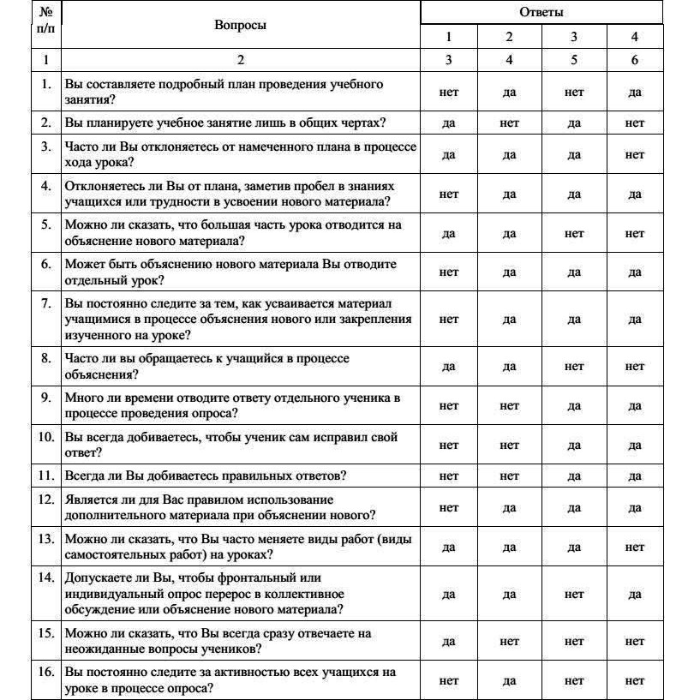 № п/п Вопросы Ответы
1 2 3 4
1 2 3 4 5 6
1. Вы составляете подробный план проведения учебного
занятия? нет да нет да
2. Вы планируете учебное занятие лишь в общих чертах? да нет да нет
3. Часто ли Вы отклоняетесь от намеченного плана в процессе
хода урока? да да да нет
4. Отклоняетесь ли Вы от плана, заметив пробел в знаниях
учащихся или трудности в усвоении нового материала? нет да да да
5. Можно ли сказать, что большая часть урока отводится на
объяснение нового материала? да да нет нет
6. Может быть объяснению нового материала Вы отводите
отдельный урок? нет да да да
7. Вы постоянно следите за тем, как усваивается материал
учащимися в процессе объяснения нового или закрепления
изученного на уроке? нет да да да
8. Часто ли вы обращаетесь к учащийся в процессе
объяснения? да да нет нет
9. Много ли времени отводите ответу отдельного ученика в
процессе проведения опроса? нет нет да да
10. Вы всегда добиваетесь, чтобы ученик сам исправил свой
ответ? нет нет да да
11. Всегда ли Вы добиваетесь правильных ответов? нет нет да да
12. Является ли для Вас правилом использование
дополнительного материала при объяснении нового? нет да да да
13. Можно ли сказать, что Вы часто меняете виды работ (виды
самостоятельных работ) на уроках? да да да нет
14. Допускаете ли Вы, чтобы фронтальный или
индивидуальный опрос перерос в коллективное
обсуждение или объяснение нового материала? да да нет да
15. Можно ли сказать, что Вы всегда сразу отвечаете на
неожиданные вопросы учеников? да нет нет нет
16. Вы постоянно следите за активностью всех учащихся на
уроке в процессе опроса? нет да нет нет